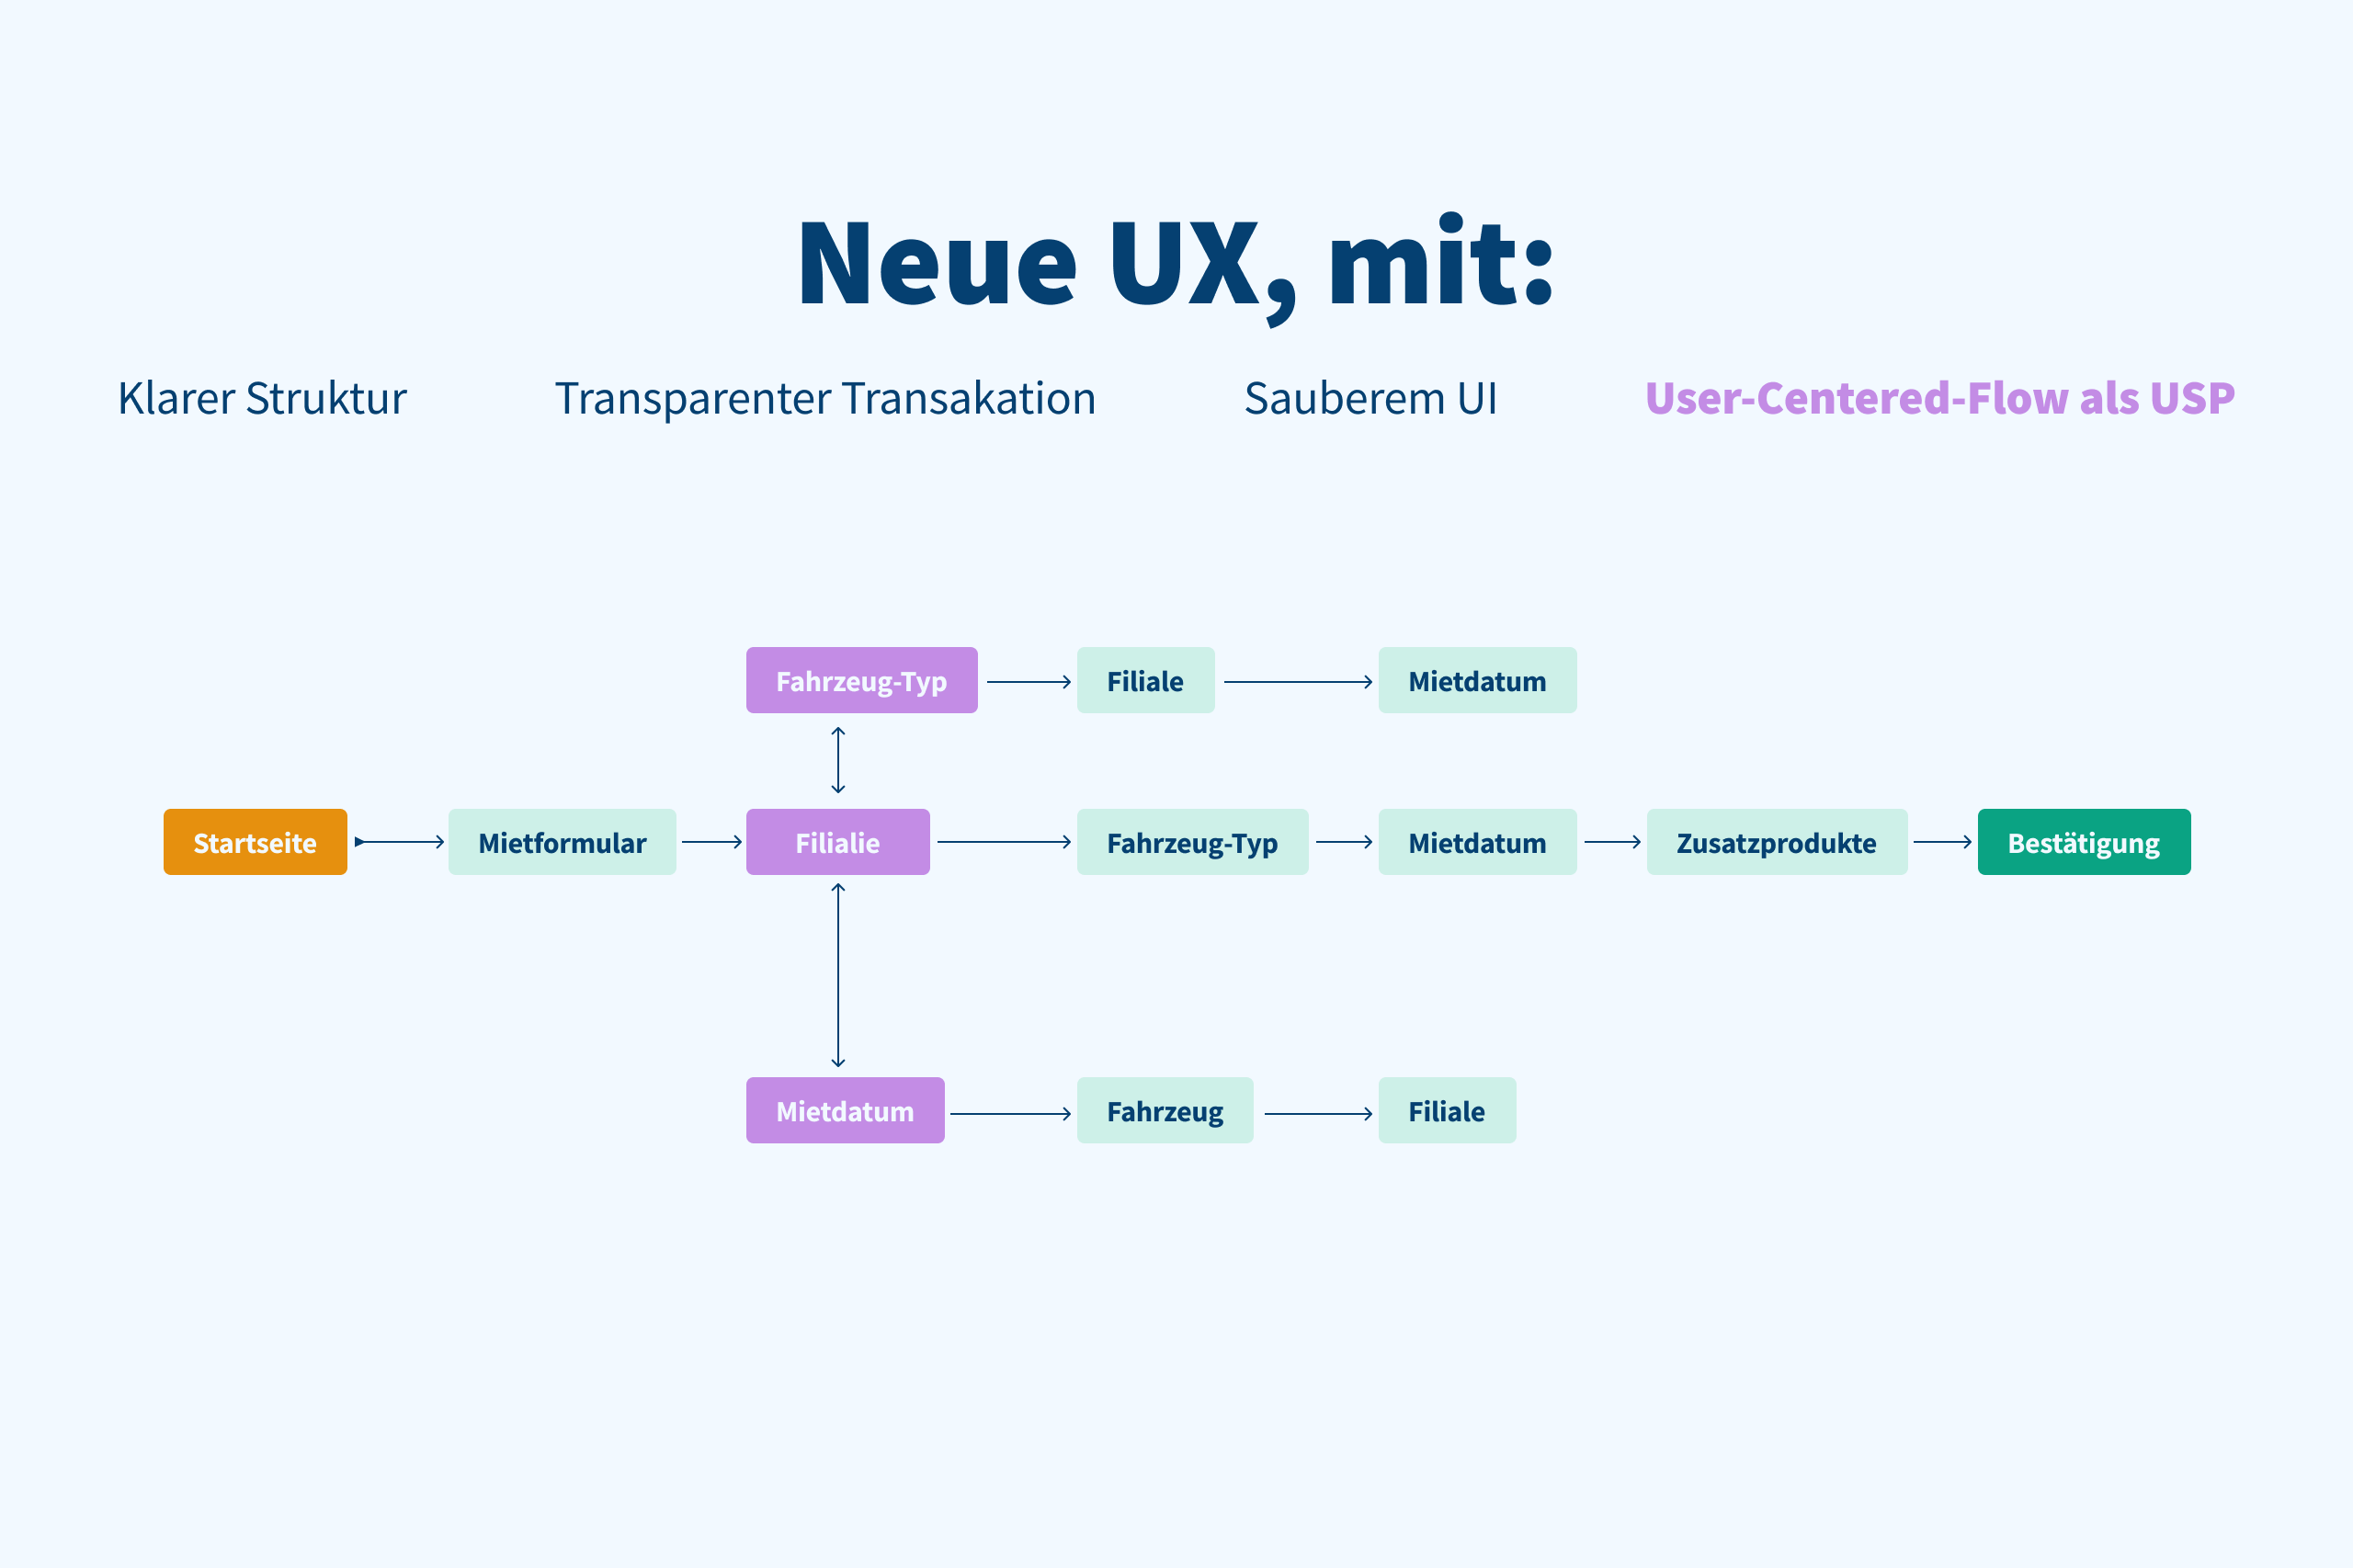 Neue UX, mit:
Klarer Struktur
Transparenter Transakation
Sauberem UI
User-Centered-Flow als USP
Fahrzeug-Typ
Filiale
Mietdatum
Startseite
Mietformular
Filialie
Fahrzeug-Typ
Mietdatum
Zusatzprodukte
Bestätigung
Mietdatum
Fahrzeug
Filiale